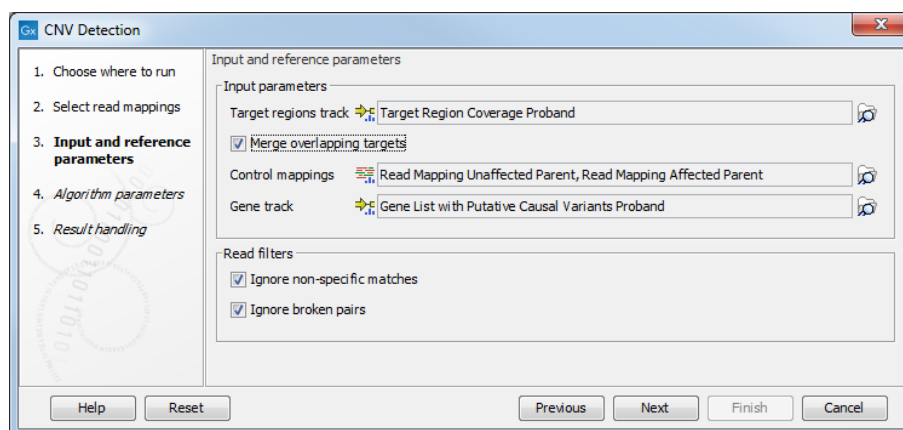 Gx CNV Detection
1. Choose where to run
2. Select read mappings
3. Input and reference
parameters
4. Algorithm parameters
5. Result handling
Input and reference parameters
Input parameters
Target regions track Target Region Coverage Proband
Merge overlapping targets
Control mappings Read Mapping Unaffected Parent, Read Mapping Affected Parent
Gene track Gene List with Putative Causal Variants Proband
Read filters
Ignore non-specific matches
Ignore broken pairs
Help Reset Previous Next Finish Cancel